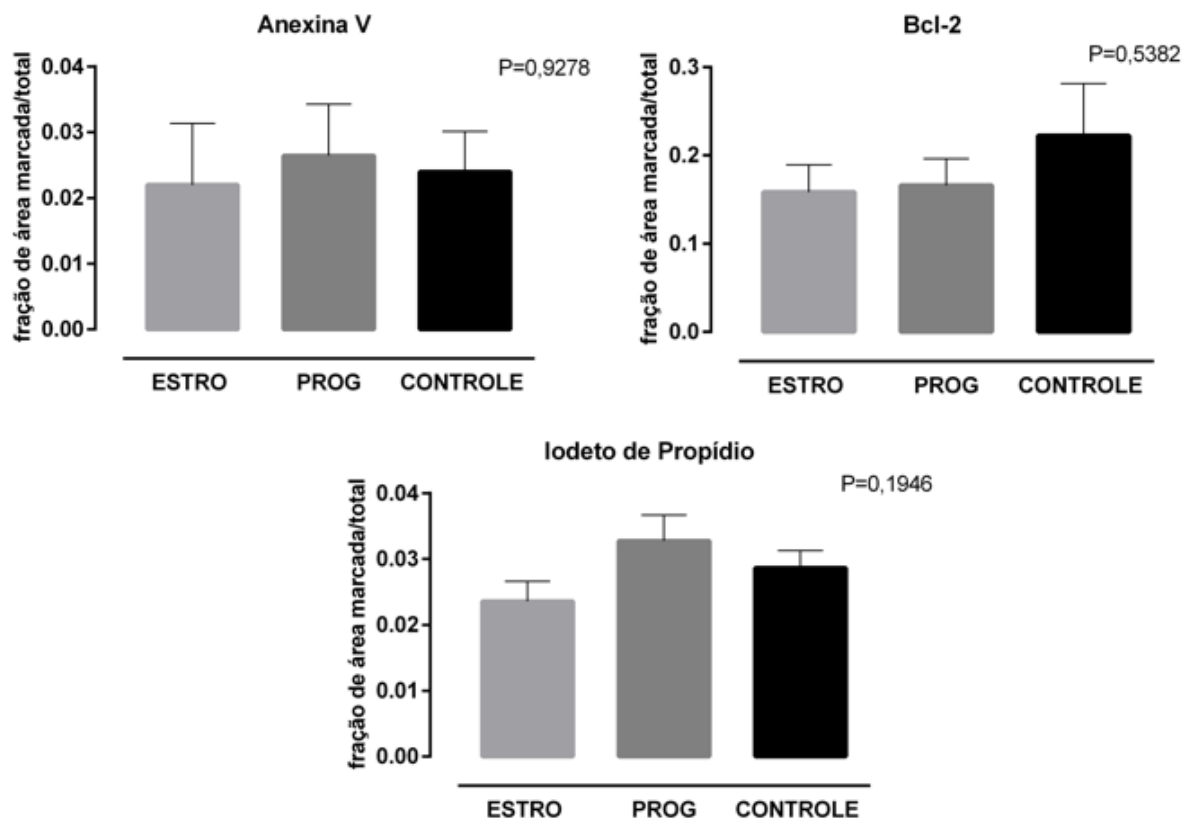 Anexina V
P=0,9278
fração de área marcada/total
0.04
0.03
0.02
0.01
0.00
ESTRO PROG CONTROLE
Bcl-2
P=0,5382
fração de área marcada/total
0.3
0.2
0.1
0.0
ESTRO PROG CONTROLE
Iodeto de Propídio
P=0,1946
fração de área marcada/total
0.04
0.03
0.02
0.01
0.00
ESTRO PROG CONTROLE